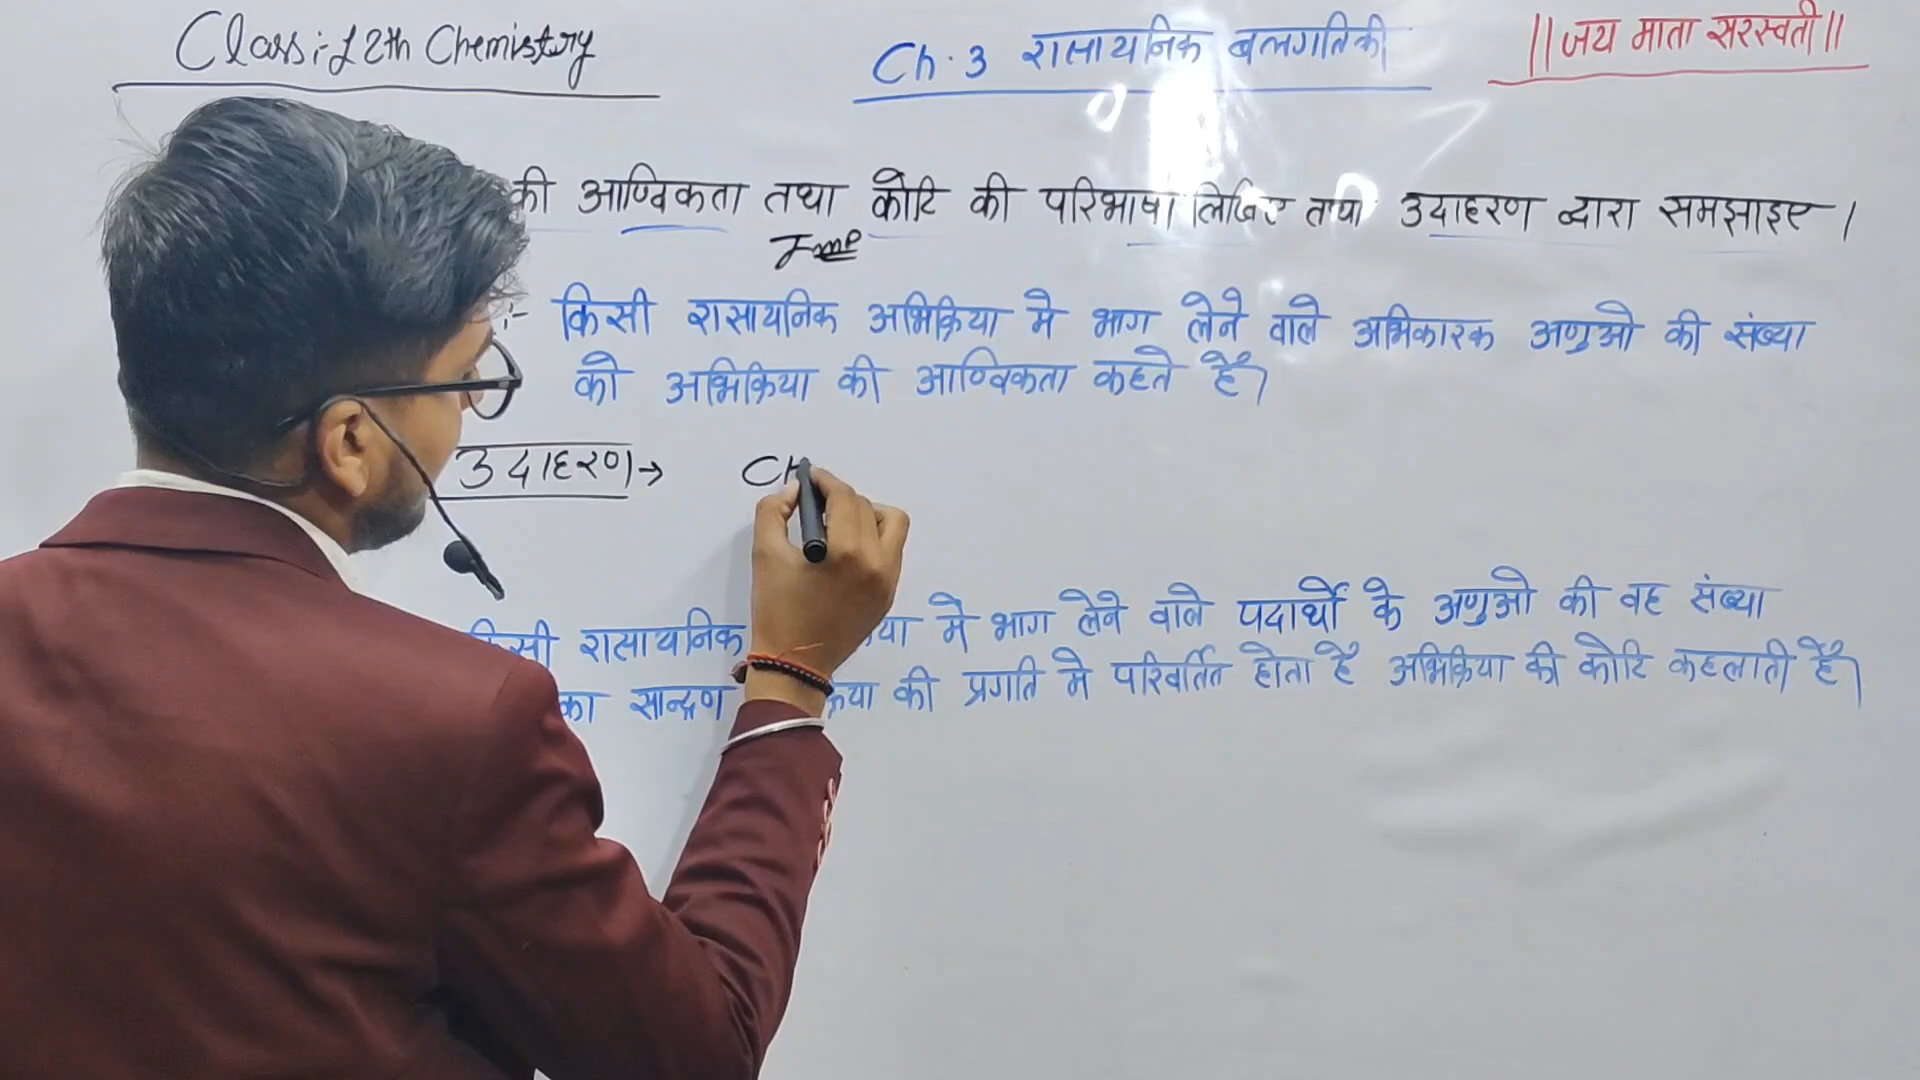 Class:-12th Chemistry
Ch.3 रासायनिक बलगतिकी
||जय माता सरस्वती||
की आण्विकता तथा कोटि की परिभाषा लिखिए तथा उदाहरण द्वारा समझाइए।
Imp
:- किसी रासायनिक अभिक्रिया मे भाग लेने वाले अभिकारक अणुओ की संख्या
को अभिक्रिया की आण्विकता कहते हैं।
उदाहरण→ CH
किसी रासायनिक मे भाग लेने वाले पदार्थों के अणुओ की वह संख्या
का सान्द्रण की प्रगति मे परिवर्तित होता है अभिक्रिया की कोटि कहलाती है।